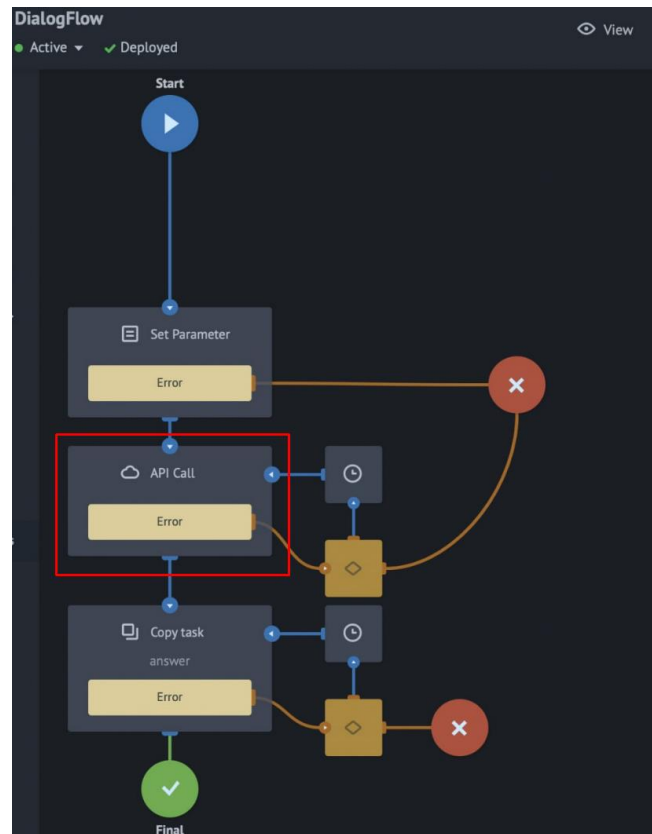 DialogFlow
View
Active
Deployed
Start
Set Parameter
Error
API Call
Error
Copy task
answer
Error
Final